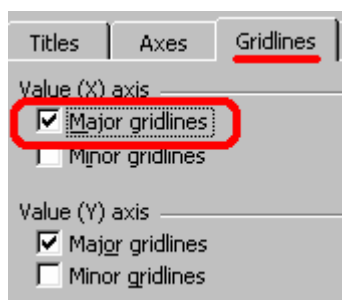 Titles Axes Gridlines
Value (X) axis
Major gridlines
Minor gridlines
Value (Y) axis
Major gridlines
Minor gridlines